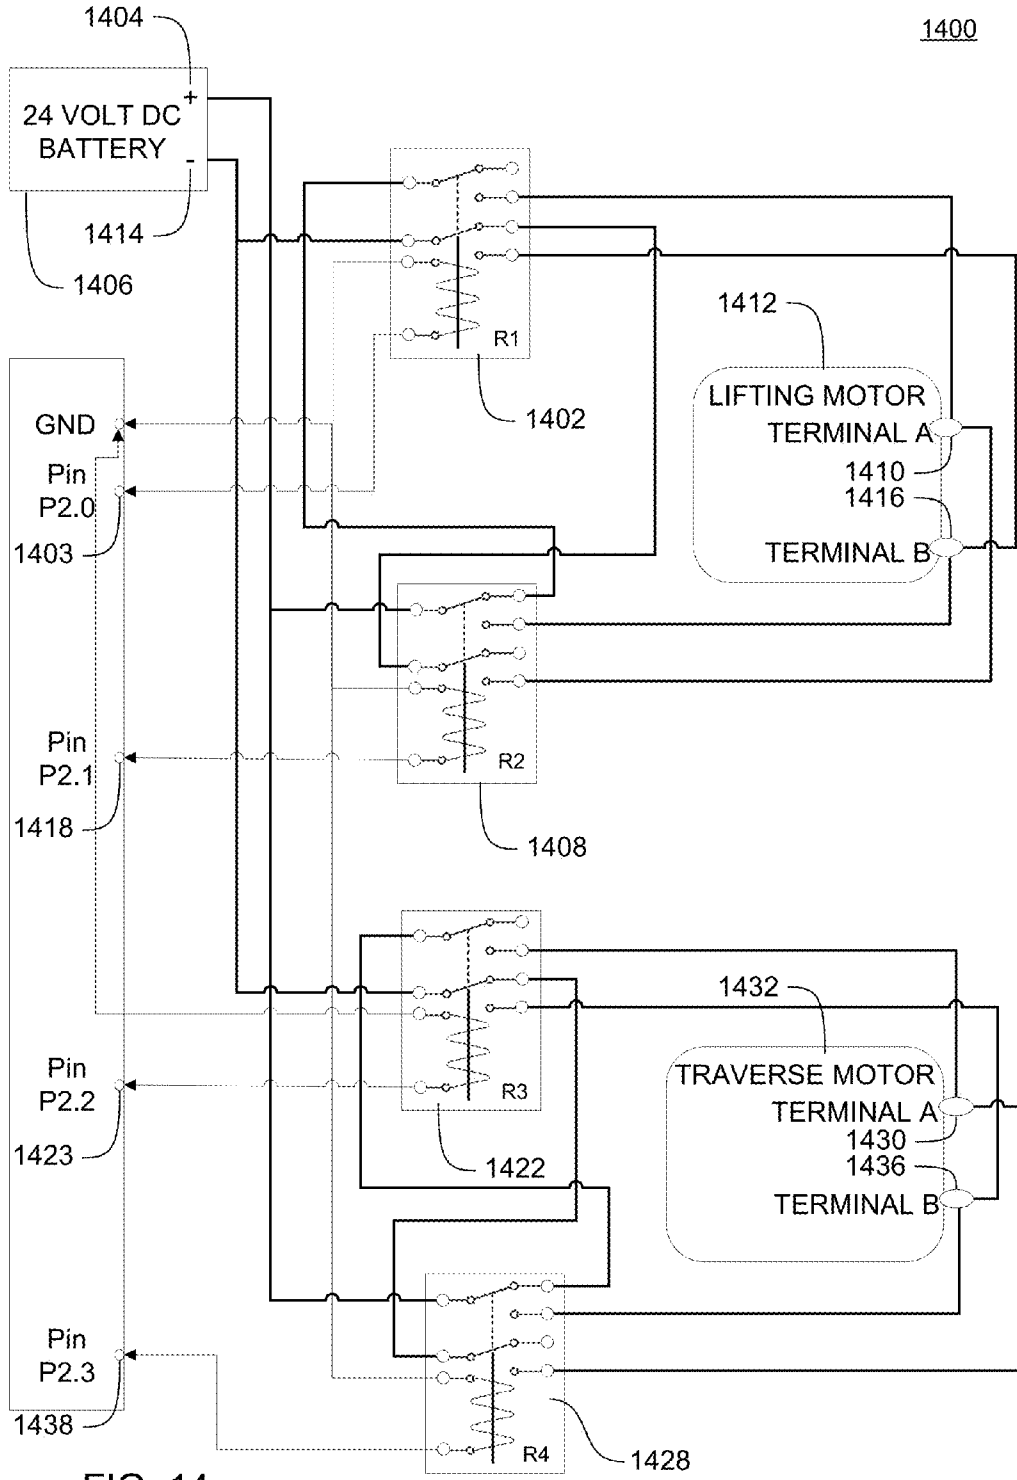 1404
1400
24 VOLT DC
BATTERY
+
-
1414
1406
R1
1402
1412
LIFTING MOTOR
TERMINAL A
1410
1416
TERMINAL B
GND
Pin
P2.0
1403
R2
1408
Pin
P2.1
1418
R3
1422
1432
TRAVERSE MOTOR
TERMINAL A
1430
1436
TERMINAL B
Pin
P2.2
1423
Pin
P2.3
1438
R4
1428
FIG. 14